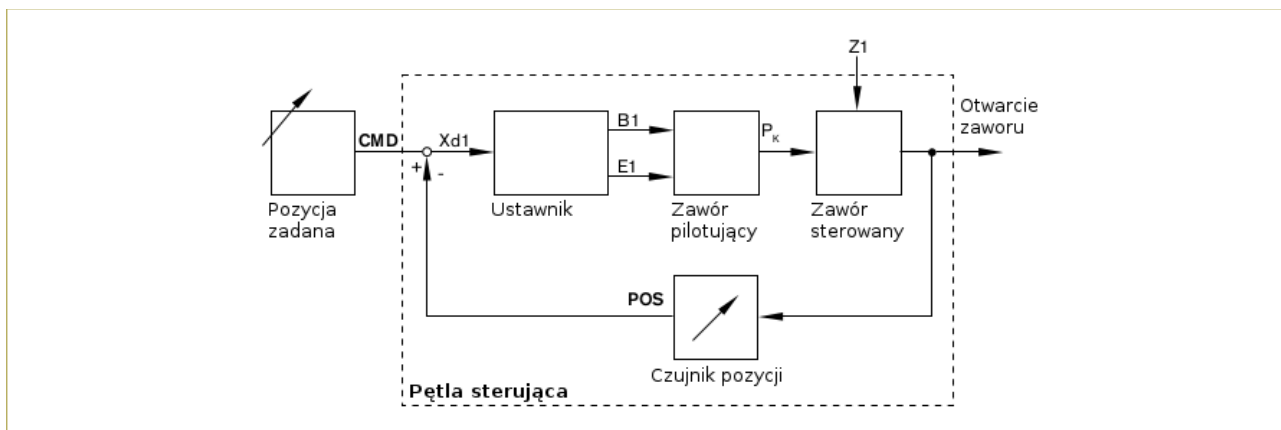 Z1
Otwarcie
zaworu
CMD
Xd1
B1
E1
P_K
+
-
Pozycja
zadana
Ustawnik
Zawór
pilotujący
Zawór
sterowany
POS
Czujnik pozycji
Pętla sterująca